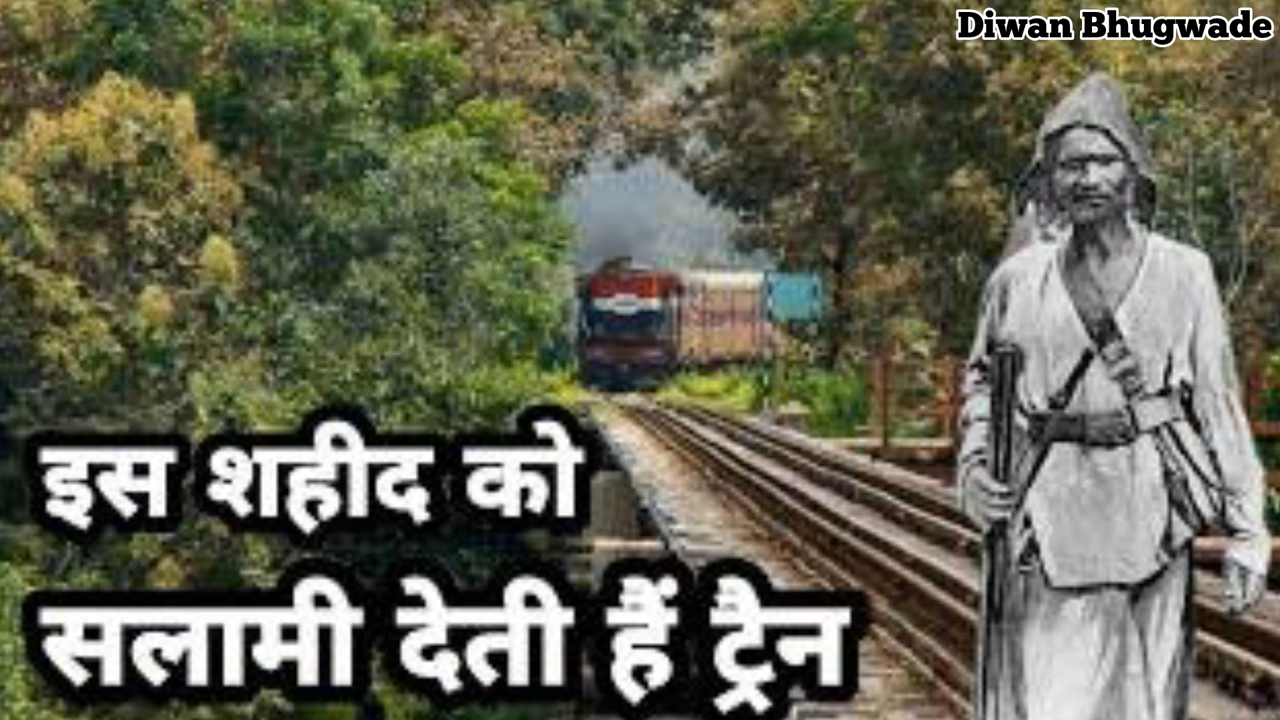 Diwan Bhugwade
इस शहीद को
सलामी देती हैं ट्रैन